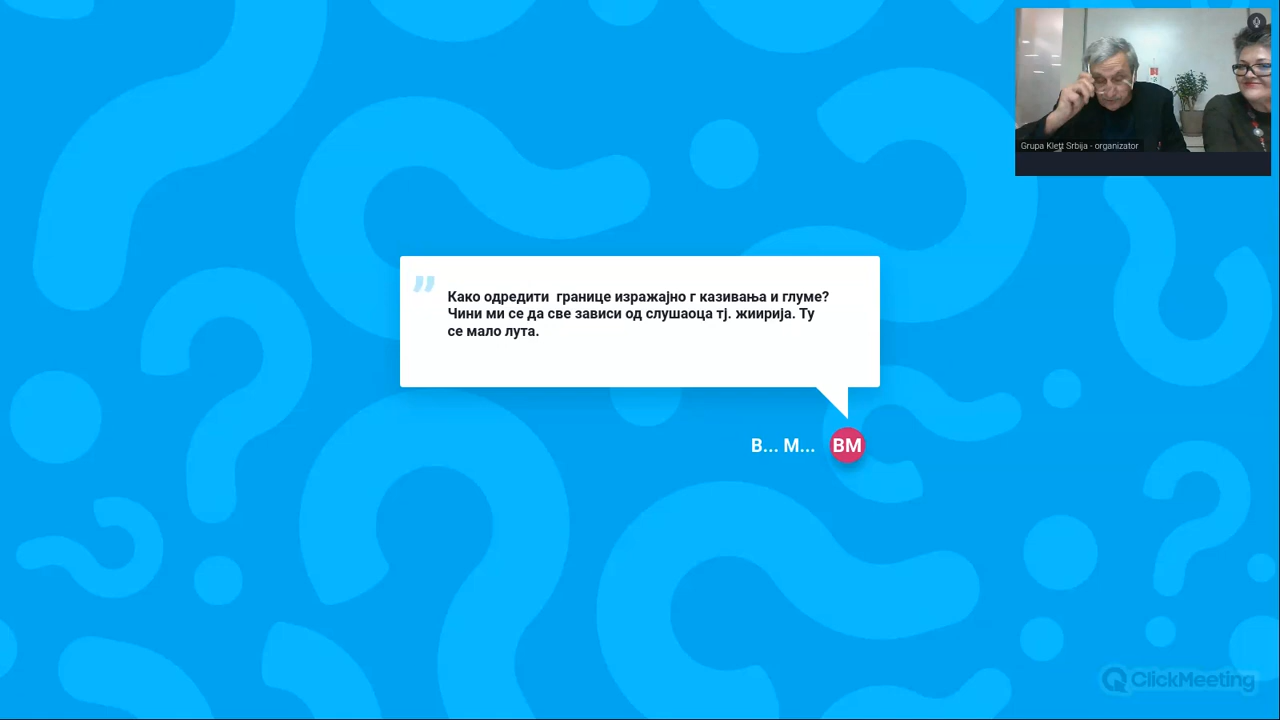 Grupa Klett Srbija - organizator
Како одредити  границе изражајно г казивања и глуме?
Чини ми се да све зависи од слушаоца тј. жиирија. Ту
се мало лута.
B... M... BM
ClickMeeting